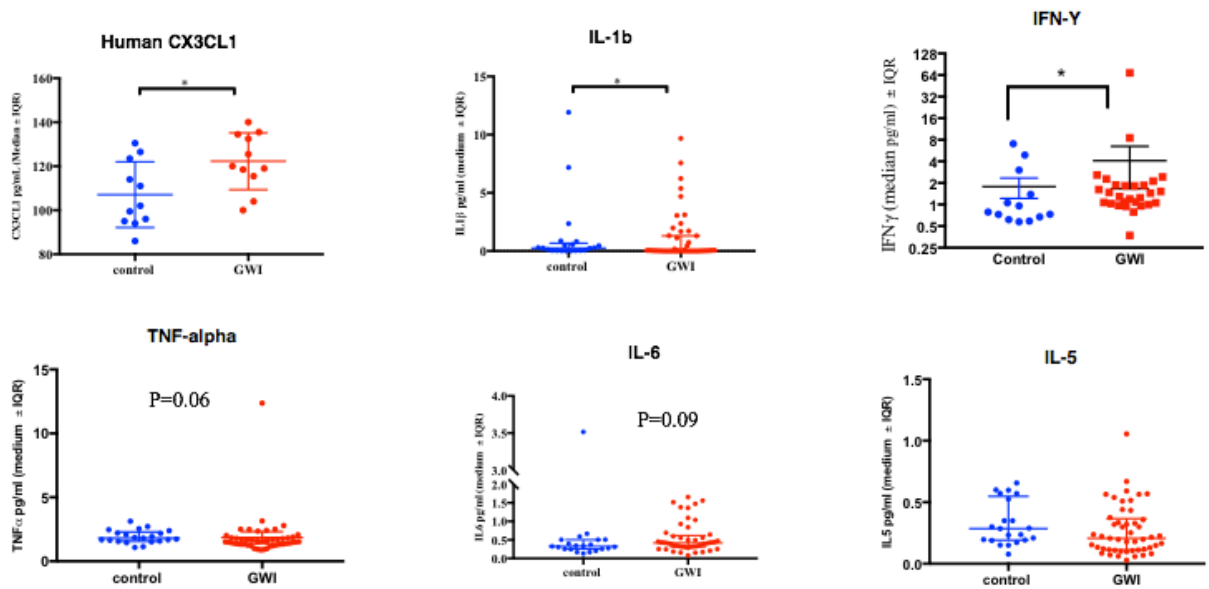 Human CX3CL1
CX3CL1 pg/mL (Median ± IQR)
160
140
120
100
80
*
control
GWI
IL-1b
IL1β pg/ml (medium ± IQR)
15
10
5
0
*
control
GWI
IFN-Y
IFNγ (median pg/ml) ± IQR
128
64
32
16
8
4
2
1
0.5
0.25
*
Control
GWI
TNF-alpha
TNFα pg/ml (medium ± IQR)
15
10
5
0
P=0.06
control
GWI
IL-6
IL6 pg/ml (medium ± IQR)
4.0
3.5
3.0
2.0
1.5
1.0
0.5
0.0
P=0.09
control
GWI
IL-5
IL.5 pg/ml (medium ± IQR)
1.5
1.0
0.5
0.0
control
GWI